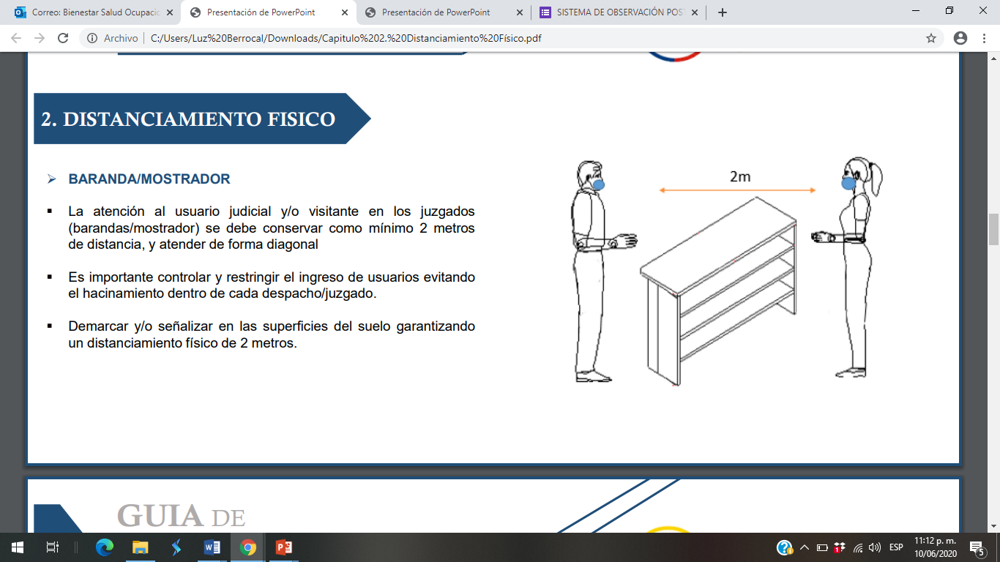 Correo: Bienestar Salud Ocupacio
Presentación de PowerPoint
Presentación de PowerPoint
SISTEMA DE OBSERVACIÓN POS
Archivo
C:/Users/Luz%20Berrocal/Downloads/Capitulo%202.%20Distanciamiento%20Físico.pdf
2. DISTANCIAMIENTO FISICO
BARANDA/MOSTRADOR
La atención al usuario judicial y/o visitante en los juzgados
(barandas/mostrador) se debe conservar como mínimo 2 metros
de distancia, y atender de forma diagonal
Es importante controlar y restringir el ingreso de usuarios evitando
el hacinamiento dentro de cada despacho/juzgado.
Demarcar y/o señalizar en las superficies del suelo garantizando
un distanciamiento físico de 2 metros.
2m
GUIA DE
ESP
11:12 p. m.
10/06/2020
5